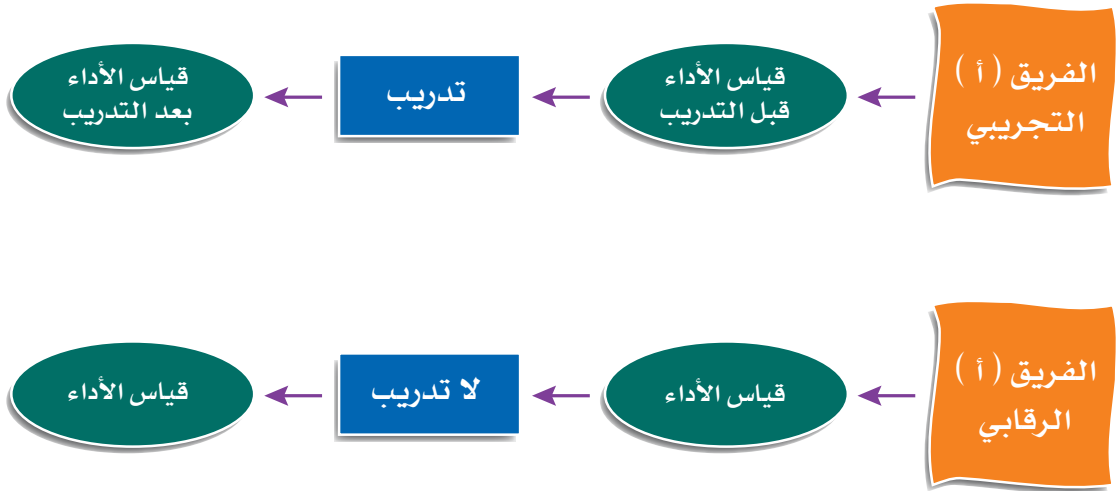 الفريق ( أ )
التجريبي
قياس الأداء
قبل التدريب
تدريب
قياس الأداء
بعد التدريب
الفريق ( أ )
الرقابي
قياس الأداء
لا تدريب
قياس الأداء